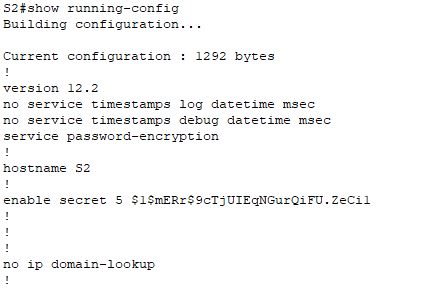 S2#show running-config
Building configuration...
Current configuration : 1292 bytes
!
version 12.2
no service timestamps log datetime msec
no service timestamps debug datetime msec
service password-encryption
!
hostname S2
!
enable secret 5 $1$mERr$9cTjUIEqNGurQiFU.ZeCi1
!
!
!
no ip domain-lookup
!